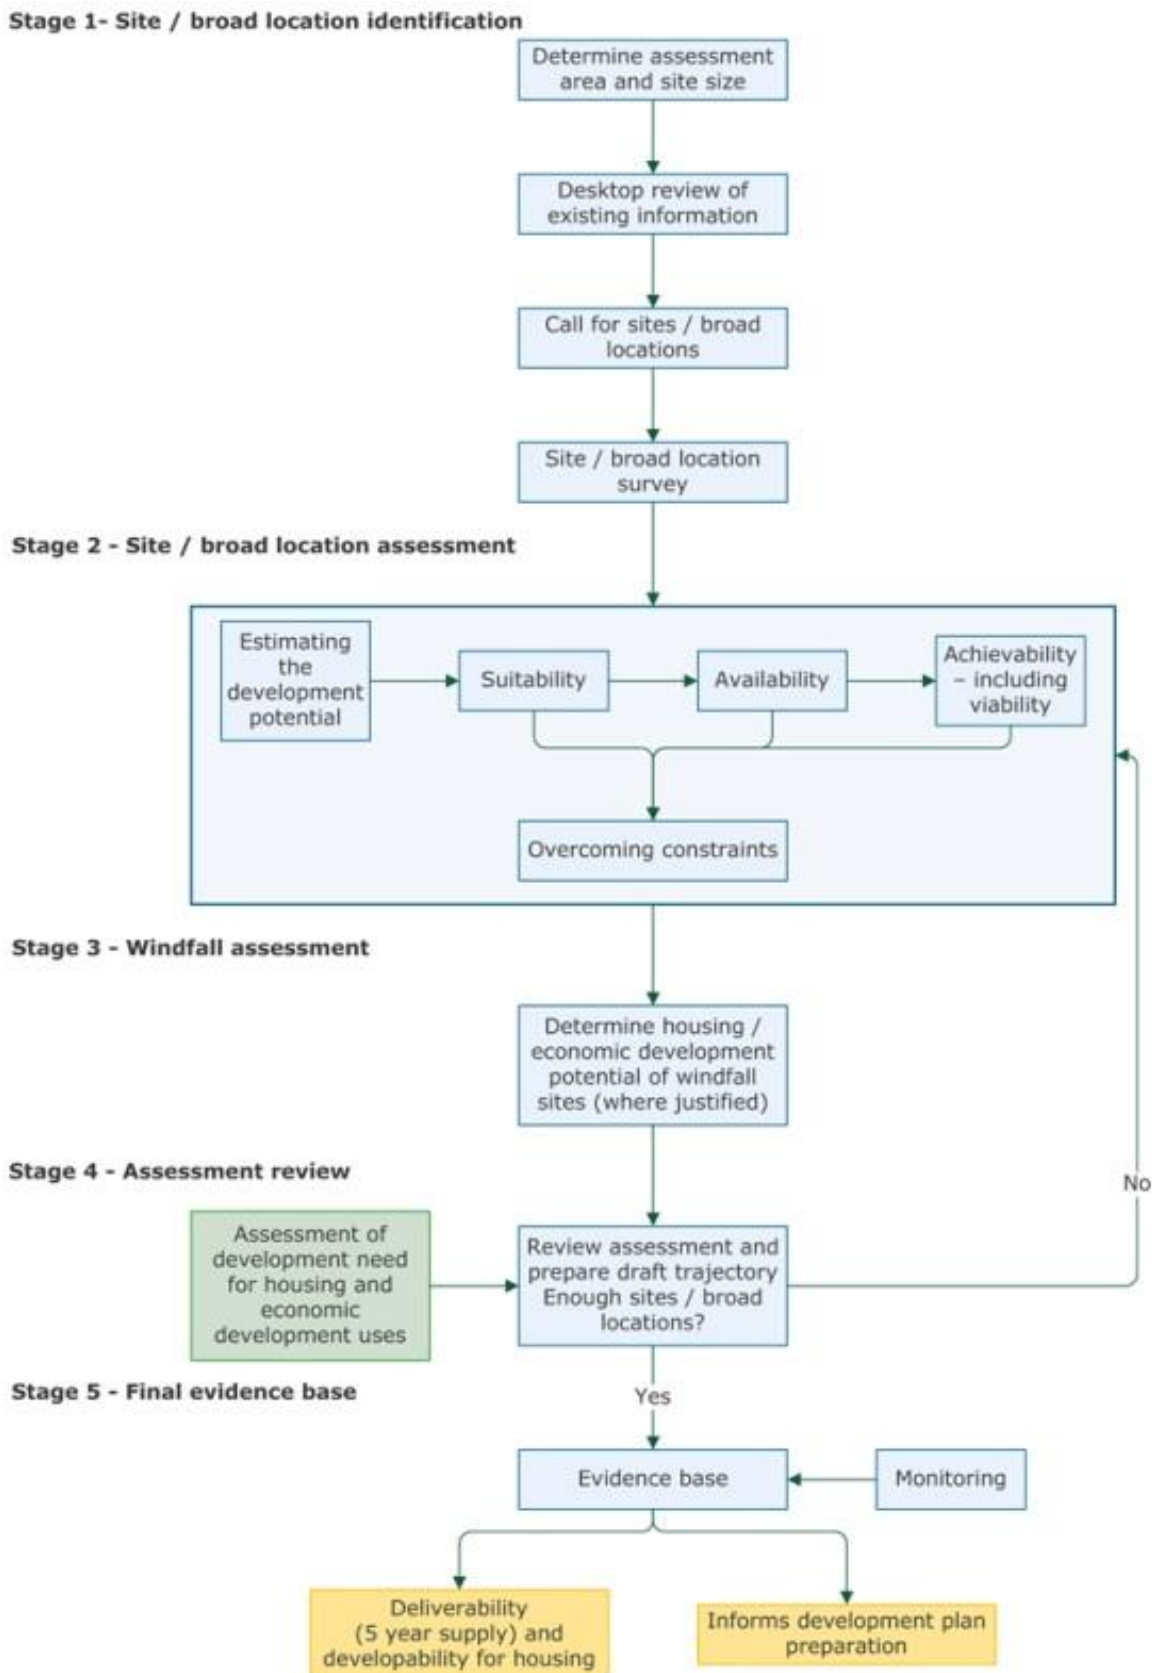 Stage 1- Site / broad location identification
Determine assessment
area and site size
Desktop review of
existing information
Call for sites / broad
locations
Site / broad location
survey
Stage 2 - Site / broad location assessment
Estimating
the
development
potential
Suitability
Availability
Achievability
– including
viability
Overcoming constraints
Stage 3 - Windfall assessment
Determine housing /
economic development
potential of windfall
sites (where justified)
Stage 4 - Assessment review
No
Assessment of
development need
for housing and
economic
development uses
Review assessment and
prepare draft trajectory
Enough sites / broad
locations?
Stage 5 - Final evidence base
Yes
Evidence base
Monitoring
Deliverability
(5 year supply) and
developability for housing
Informs development plan
preparation